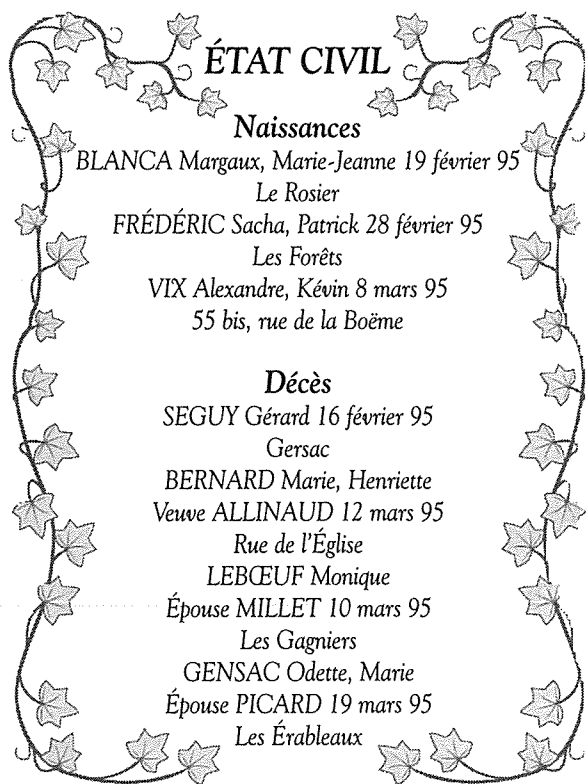 ÉTAT CIVIL
Naissances
BLANCA Margaux, Marie-Jeanne 19 février 95
Le Rosier
FRÉDÉRIC Sacha, Patrick 28 février 95
Les Forêts
VIX Alexandre, Kévin 8 mars 95
55 bis, rue de la Boëme
Décès
SEGUY Gérard 16 février 95
Gersac
BERNARD Marie, Henriette
Veuve ALLINAUD 12 mars 95
Rue de l'Église
LEBŒUF Monique
Épouse MILLET 10 mars 95
Les Gagniers
GENSAC Odette, Marie
Épouse PICARD 19 mars 95
Les Érableaux